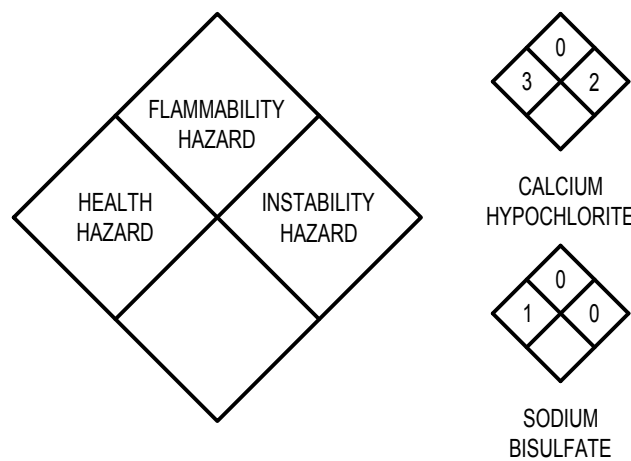 FLAMMABILITY
HAZARD
HEALTH
HAZARD
INSTABILITY
HAZARD
0
3
2
CALCIUM
HYPOCHLORITE
0
1
0
SODIUM
BISULFATE